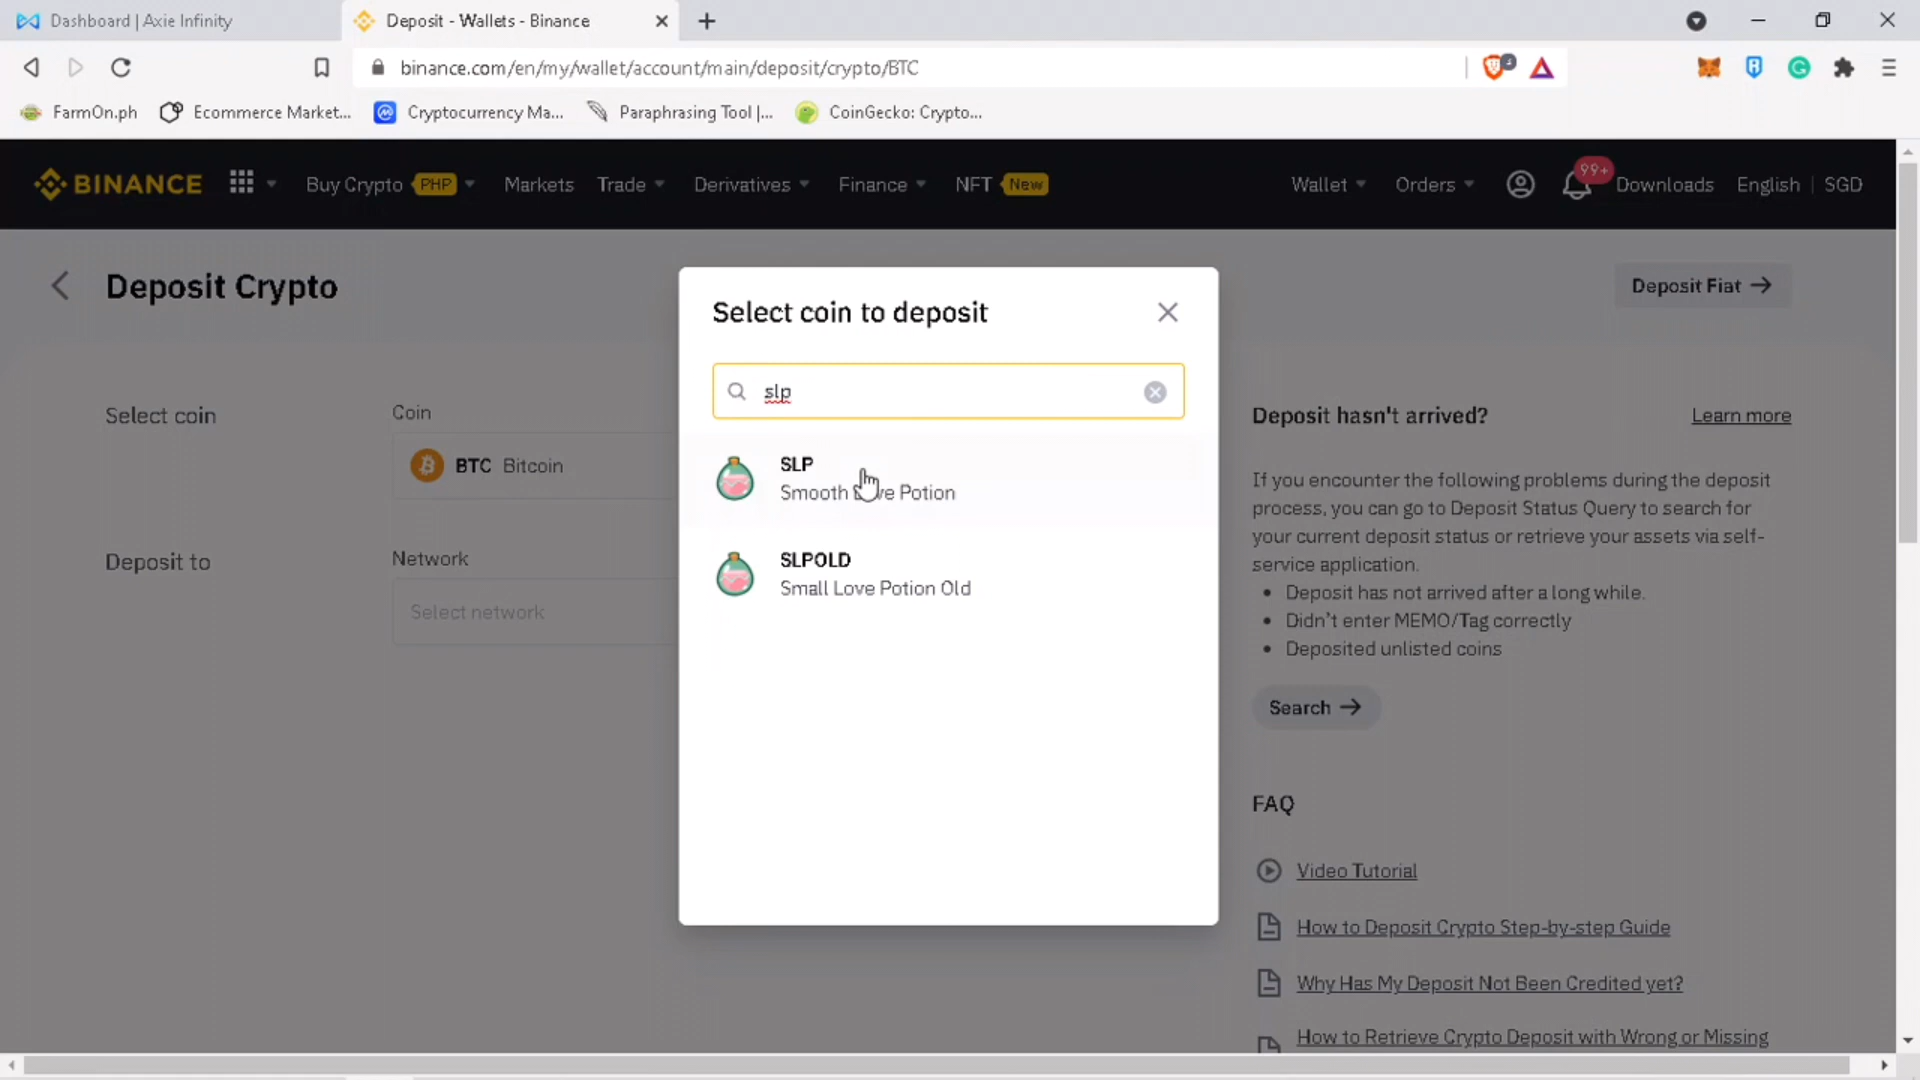 Dashboard | Axie Infinity
Deposit - Wallets - Binance
binance.com/en/my/wallet/account/main/deposit/crypto/BTC
FarmOn.ph
Ecommerce Market...
Cryptocurrency Ma...
Paraphrasing Tool |...
CoinGecko: Crypto...
BINANCE
Buy Crypto PHP
Markets
Trade
Derivatives
Finance
NFT New
Wallet
Orders
99+
Downloads
English | SGD
Deposit Crypto
Deposit Fiat →
Select coin to deposit
slp
SLP
Smooth Love Potion
SLPOLD
Small Love Potion Old
Select coin
Coin
BTC Bitcoin
Deposit to
Network
Select network
Deposit hasn't arrived?
Learn more
If you encounter the following problems during the deposit
process, you can go to Deposit Status Query to search for
your current deposit status or retrieve your assets via self-
service application.
• Deposit has not arrived after a long while.
• Didn't enter MEMO/Tag correctly
• Deposited unlisted coins
Search →
FAQ
Video Tutorial
How to Deposit Crypto Step-by-step Guide
Why Has My Deposit Not Been Credited yet?
How to Retrieve Crypto Deposit with Wrong or Missing